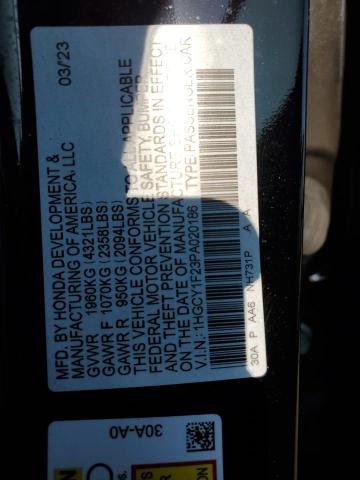 MFD. BY HONDA DEVELOPMENT & 03/23
MANUFACTURING OF AMERICA, LLC
GVWR 1960KG (4321LBS)
GAWR F 1070KG (2358LBS)
GAWR R 950KG (2094LBS)
THIS VEHICLE CONFORMS TO ALL APPLICABLE
FEDERAL MOTOR VEHICLE SAFETY, BUMPER,
AND THEFT PREVENTION STANDARDS IN EFFECT
ON THE DATE OF MANUFACTURE
V.I.N.: 1HGCY1F23PA020186 TYPE PASSENGER CAR
30A P AA6 NH731P A A
30A-A0